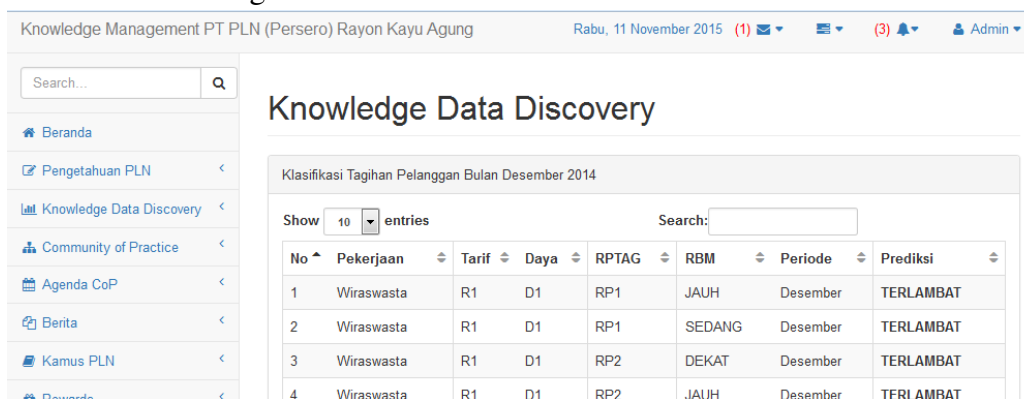 Knowledge Management PT PLN (Persero) Rayon Kayu Agung Rabu, 11 November 2015 (1) (3) Admin
Search...
Knowledge Data Discovery
Beranda
Pengetahuan PLN
Knowledge Data Discovery
Community of Practice
Agenda CoP
Berita
Kamus PLN
Rewards
Klasifikasi Tagihan Pelanggan Bulan Desember 2014
Show 10 entries Search:
No Pekerjaan Tarif Daya RPTAG RBM Periode Prediksi
1 Wiraswasta R1 D1 RP1 JAUH Desember TERLAMBAT
2 Wiraswasta R1 D1 RP1 SEDANG Desember TERLAMBAT
3 Wiraswasta R1 D1 RP2 DEKAT Desember TERLAMBAT
4 Wiraswasta R1 D1 RP2 JAUH Desember TERLAMBAT